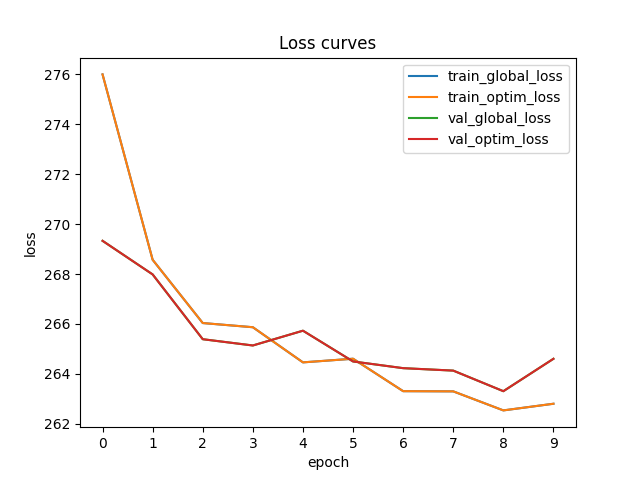 Loss curves
train_global_loss
train_optim_loss
val_global_loss
val_optim_loss
276
274
272
270
268
266
264
262
loss
0 1 2 3 4 5 6 7 8 9
epoch